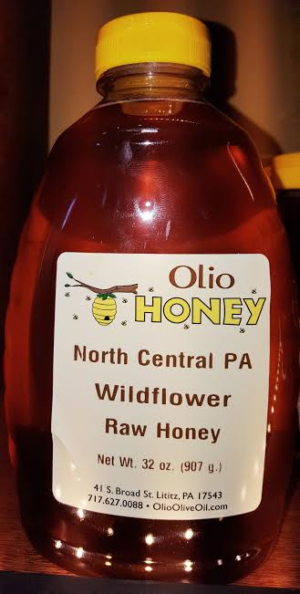 Olio
HONEY
North Central PA
Wildflower
Raw Honey
Net Wt. 32 oz. (907 g.)
41 S. Broad St. Lititz, PA 17543
717.627.0088 • OlioOliveOil.com